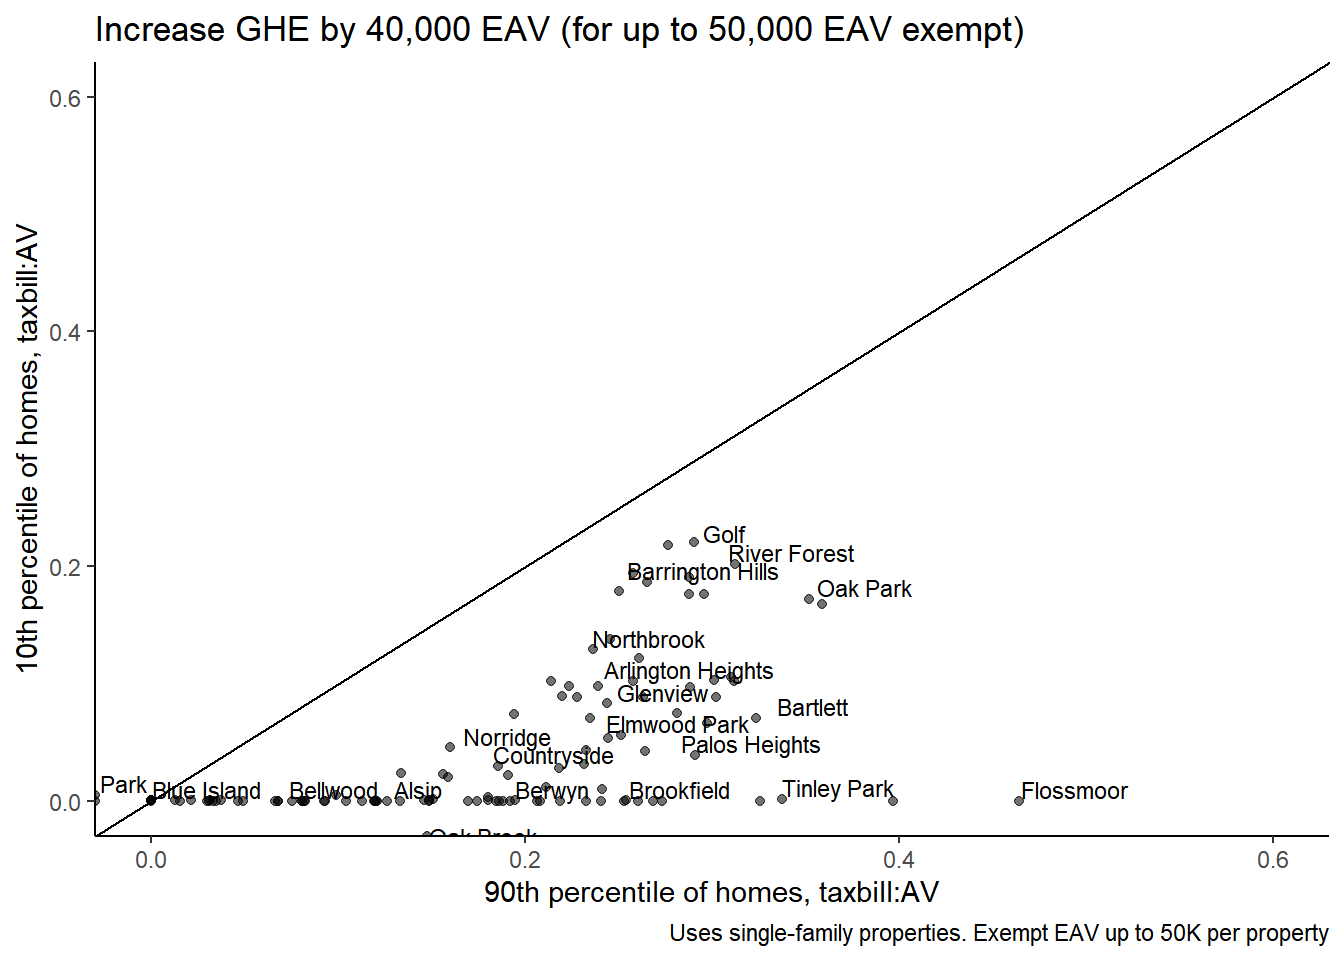 Increase GHE by 40,000 EAV (for up to 50,000 EAV exempt)
10th percentile of homes, taxbill:AV
0.6
0.4
0.2
0.0
Golf
River Forest
Barrington Hills
Oak Park
Northbrook
Arlington Heights
Glenview
Bartlett
Elmwood Park
Norridge
Palos Heights
Countryside
Park
Blue Island
Bellwood
Alsip
Berwyn
Brookfield
Tinley Park
Flossmoor
Oak Brook
0.0
0.2
0.4
0.6
90th percentile of homes, taxbill:AV
Uses single-family properties. Exempt EAV up to 50K per property